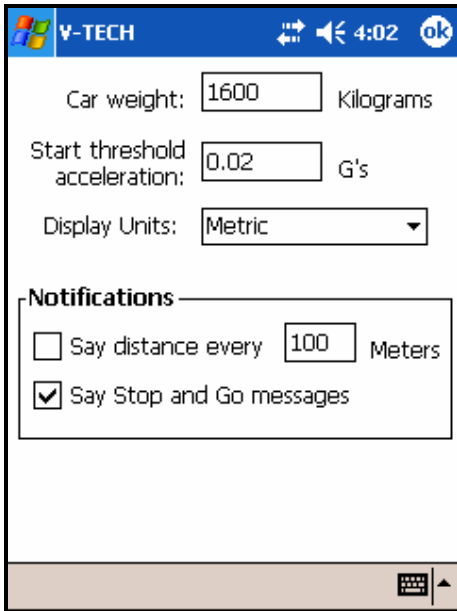 V-TECH 4:02 ok
Car weight: 1600 Kilograms
Start threshold
acceleration: 0.02 G's
Display Units: Metric
Notifications
Say distance every 100 Meters
Say Stop and Go messages